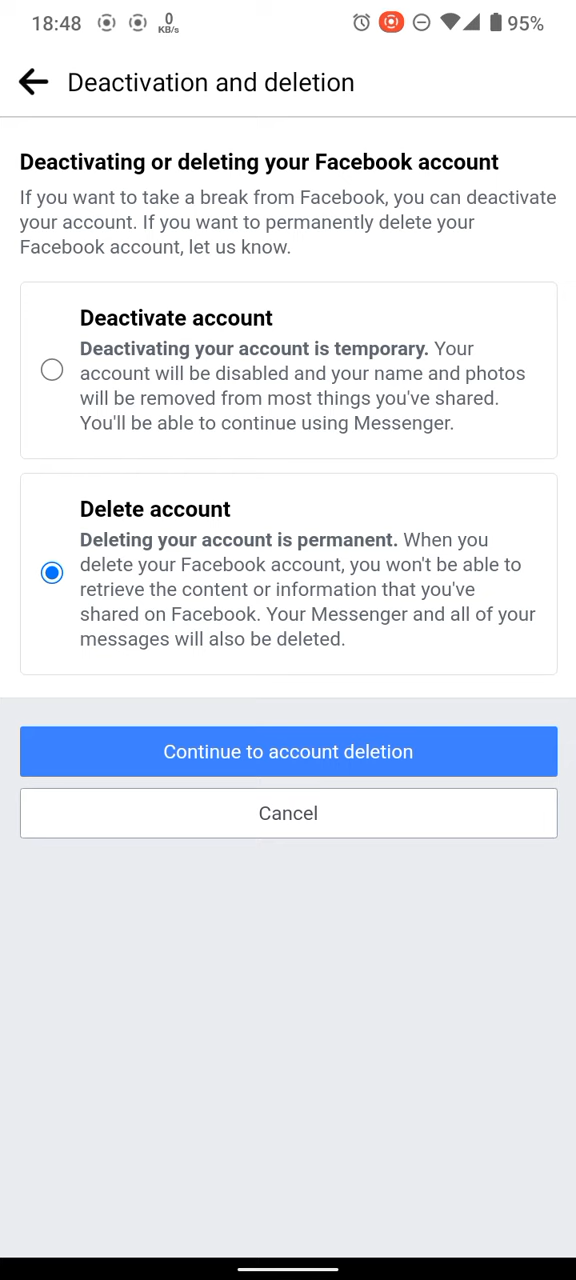 18:48 0 KB/s 95%
Deactivation and deletion
Deactivating or deleting your Facebook account
If you want to take a break from Facebook, you can deactivate
your account. If you want to permanently delete your
Facebook account, let us know.
Deactivate account
Deactivating your account is temporary. Your
account will be disabled and your name and photos
will be removed from most things you've shared.
You'll be able to continue using Messenger.
Delete account
Deleting your account is permanent. When you
delete your Facebook account, you won't be able to
retrieve the content or information that you've
shared on Facebook. Your Messenger and all of your
messages will also be deleted.
Continue to account deletion
Cancel